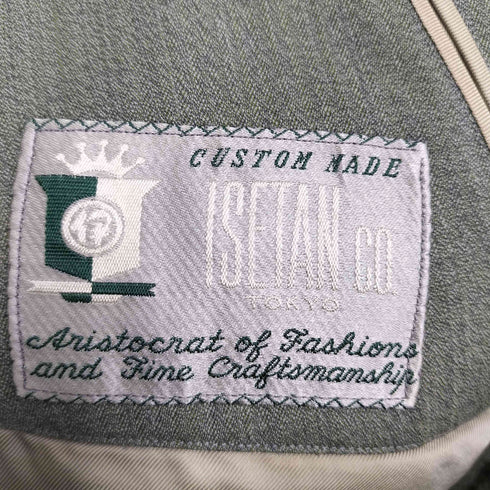 CUSTOM MADE
ISETAN CO.
TOKYO
Aristocrat of Fashions
and Fine Craftsmanship